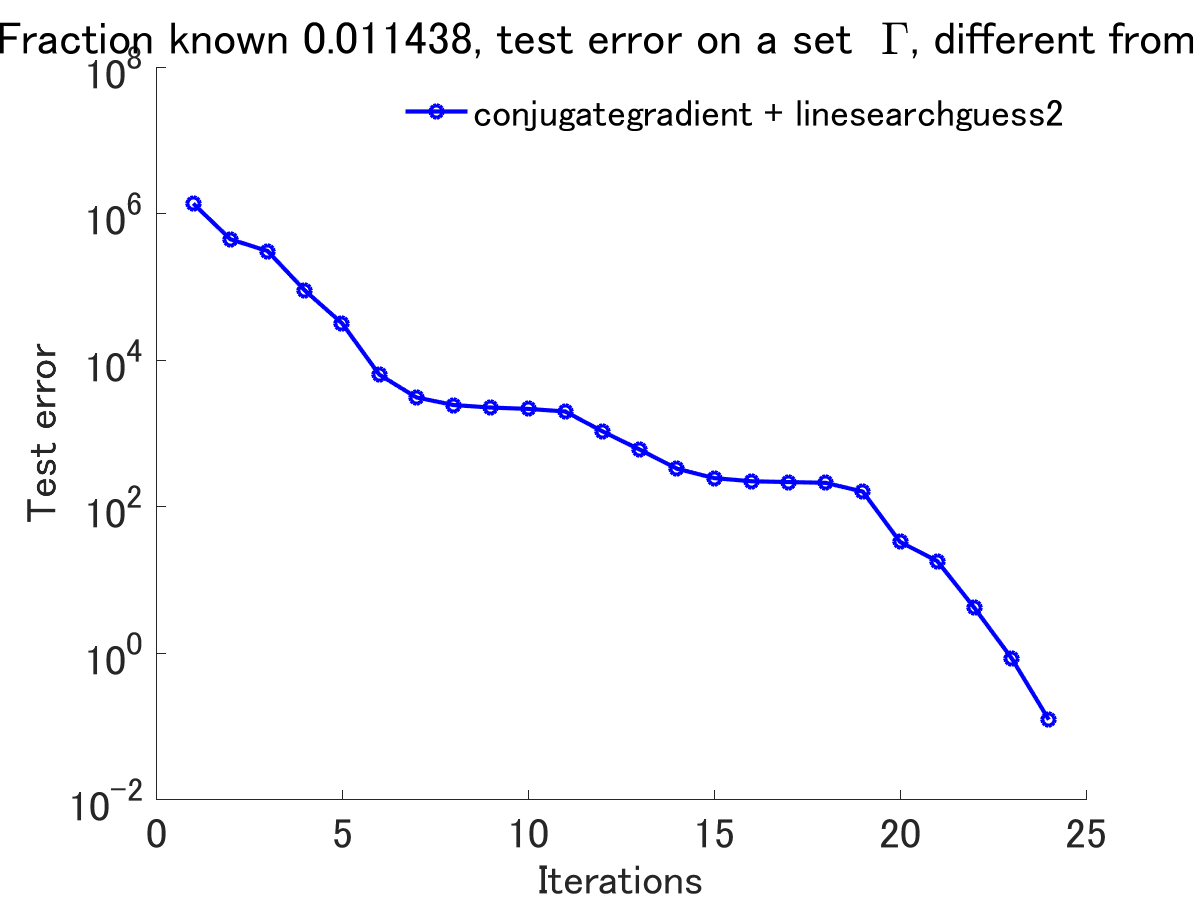 Fraction known 0.011438, test error on a set Γ, different from
10^8
conjugategradient + linesearchguess2
10^6
10^4
Test error
10^2
10^0
10^-2
0 5 10 15 20 25
Iterations